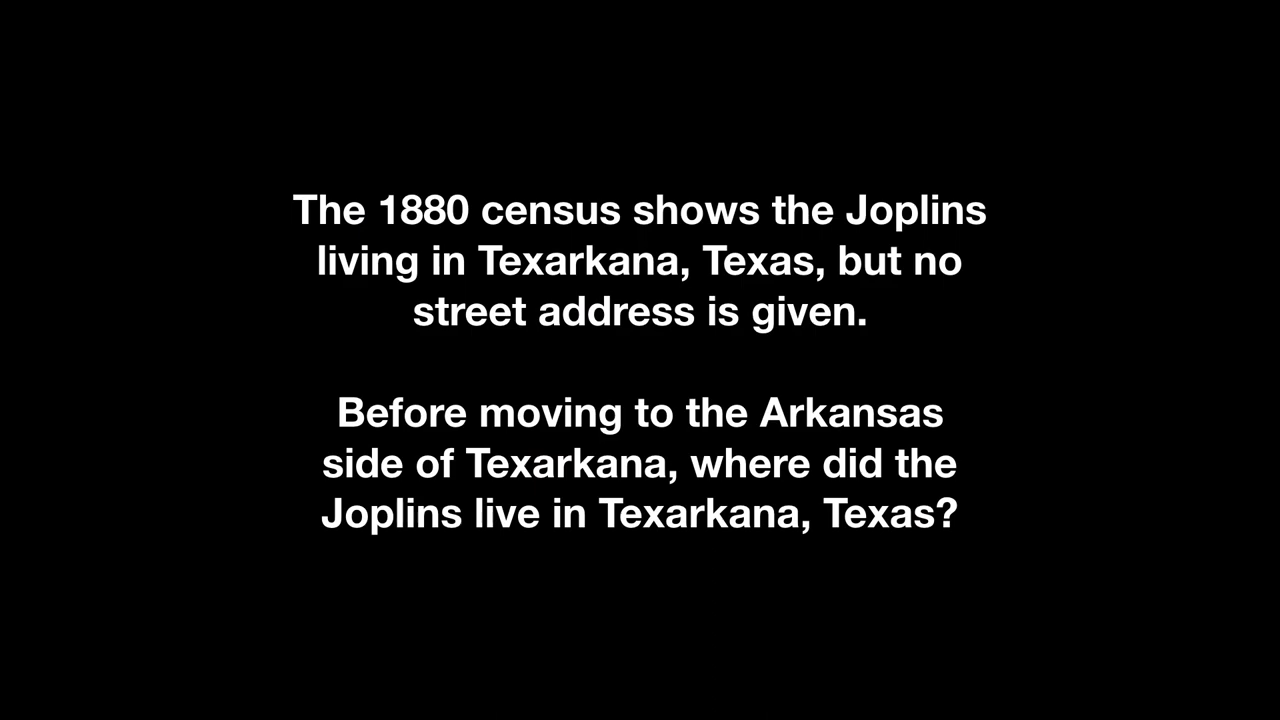 The 1880 census shows the Joplins
living in Texarkana, Texas, but no
street address is given.
Before moving to the Arkansas
side of Texarkana, where did the
Joplins live in Texarkana, Texas?